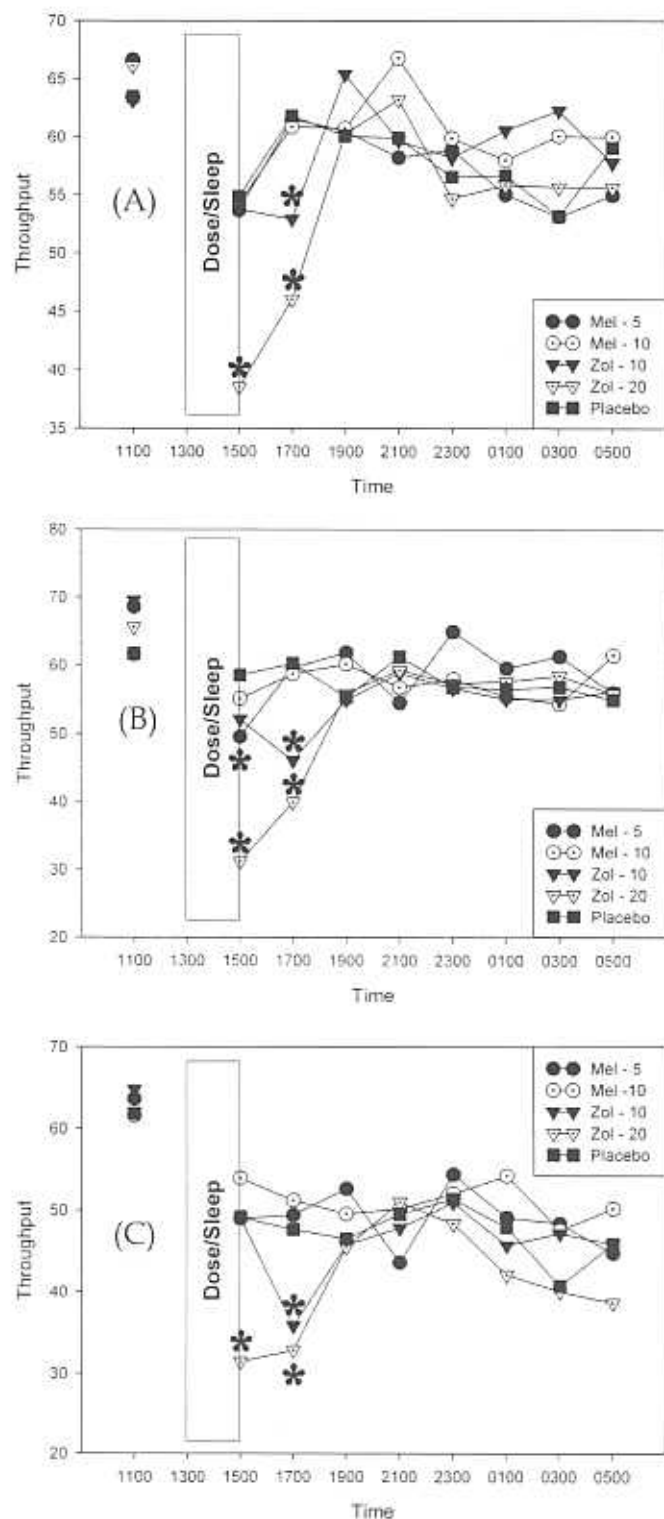 70
65
60
55
50
45
40
35
Throughput
(A)
Dose/Sleep
*
*
*
Mel - 5
Mel - 10
Zol - 10
Zol - 20
Placebo
1100 1300 1500 1700 1900 2100 2300 0100 0300 0500
Time
80
70
60
50
40
30
20
Throughput
(B)
Dose/Sleep
*
*
*
*
Mel - 5
Mel - 10
Zol - 10
Zol - 20
Placebo
1100 1300 1500 1700 1900 2100 2300 0100 0300 0500
Time
70
60
50
40
30
20
Throughput
(C)
Dose/Sleep
*
*
*
Mel - 5
Mel -10
Zol - 10
Zol - 20
Placebo
1100 1300 1500 1700 1900 2100 2300 0100 0300 0500
Time